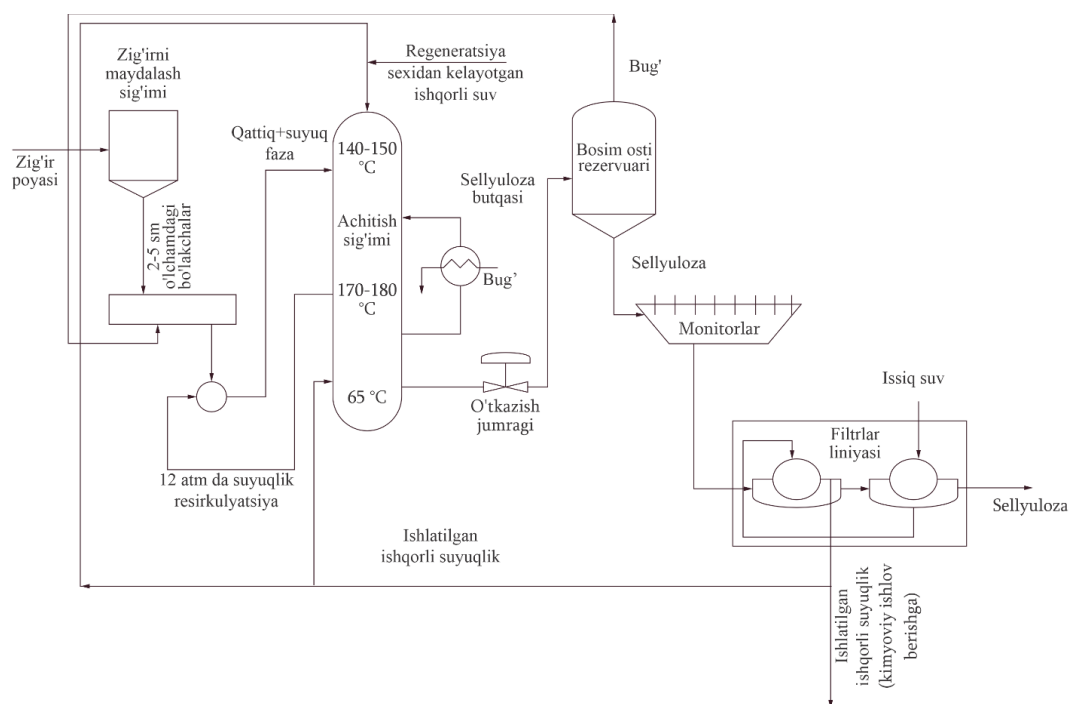 Zig'irni
maydalash
sig'imi
Regeneratsiya
sexidan kelayotgan
ishqorli suv
Bug'
Qattiq+suyuq
faza
140-150
°C
Bosim osti
rezervuari
Zig'ir
poyasi
Sellyuloza
butqasi
2-5 sm
o'lchamdagi
bo'lakchalar
Achitish
sig'imi
Bug’
Sellyuloza
170-180
°C
Monitorlar
65 °C
O'tkazish
jumragi
Issiq suv
Filtrlar
liniyasi
12 atm da suyuqlik
resirkulyatsiya
Sellyuloza
Ishlatilgan
ishqorli suyuqlik
Ishlatilgan
ishqorli suyuqlik
(kimyoviy ishlov
berishga)